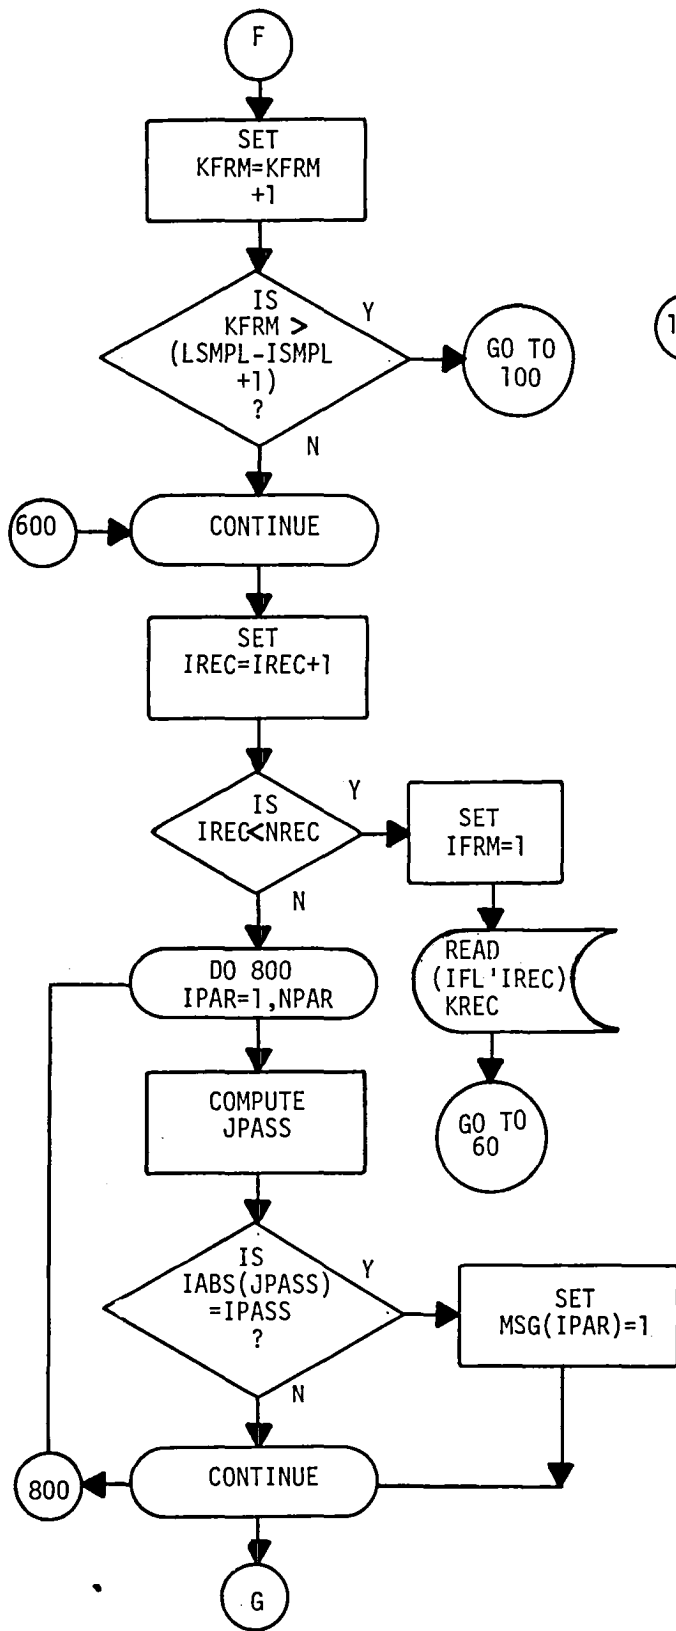 F
SET
KFRM=KFRM
+1
IS
KFRM >
(LSMPL-ISMPL
+1)
?
Y
GO TO
100
1
N
600
CONTINUE
SET
IREC=IREC+1
IS
IREC<NREC
Y
SET
IFRM=1
N
READ
(IFL'IREC)
KREC
DO 800
IPAR=1,NPAR
GO TO
60
COMPUTE
JPASS
IS
IABS(JPASS)
=IPASS
?
Y
SET
MSG(IPAR)=1
N
800
CONTINUE
G